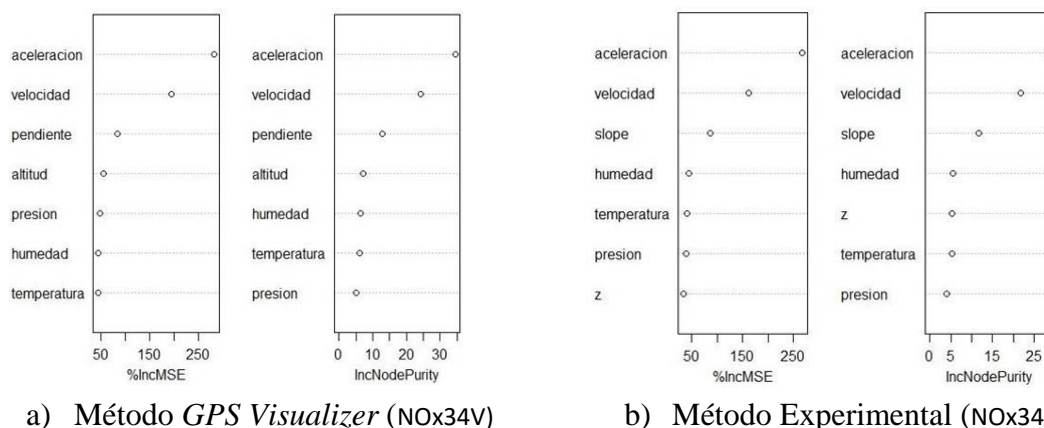 aceleracion
velocidad
pendiente
altitud
presion
humedad
temperatura
50 150 250
%IncMSE
aceleracion
velocidad
pendiente
altitud
humedad
temperatura
presion
0 10 20 30
IncNodePurity
a) Método GPS Visualizer (NOx34V)
aceleracion
velocidad
slope
humedad
temperatura
presion
z
50 150 250
%IncMSE
aceleracion
velocidad
slope
humedad
z
temperatura
presion
0 5 15 25
IncNodePurity
b) Método Experimental (NOx34